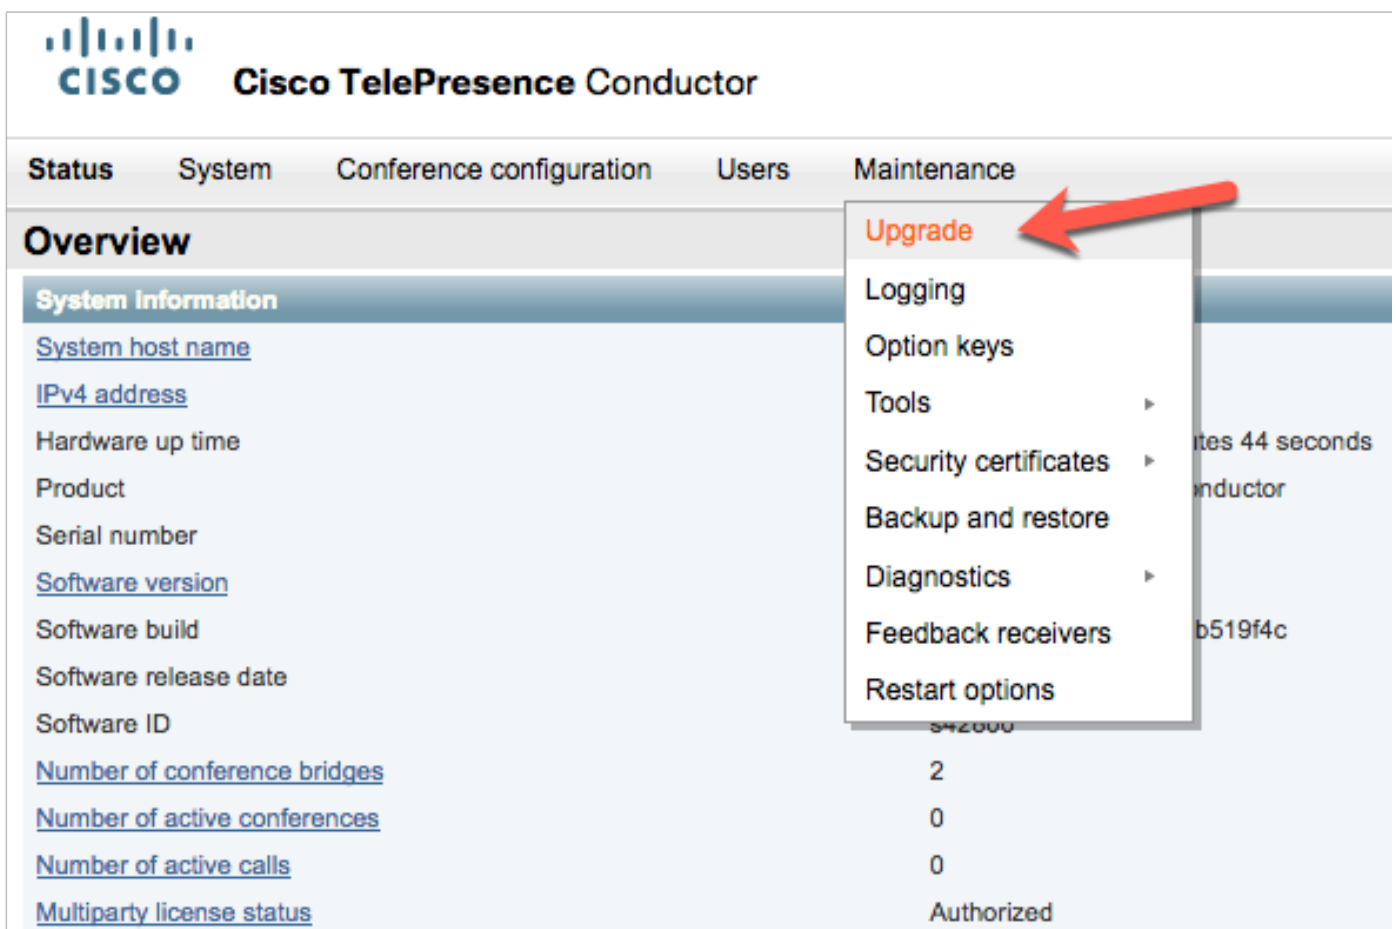 CISCO Cisco TelePresence Conductor
Status System Conference configuration Users Maintenance
Overview
Upgrade
Logging
Option keys
Tools
Security certificates
Backup and restore
Diagnostics
Feedback receivers
Restart options
System information
System host name
IPv4 address
Hardware up time
44 seconds
Product
Serial number
Software version
Software build
b519f4c
Software release date
Software ID
Number of conference bridges 2
Number of active conferences 0
Number of active calls 0
Multiparty license status Authorized